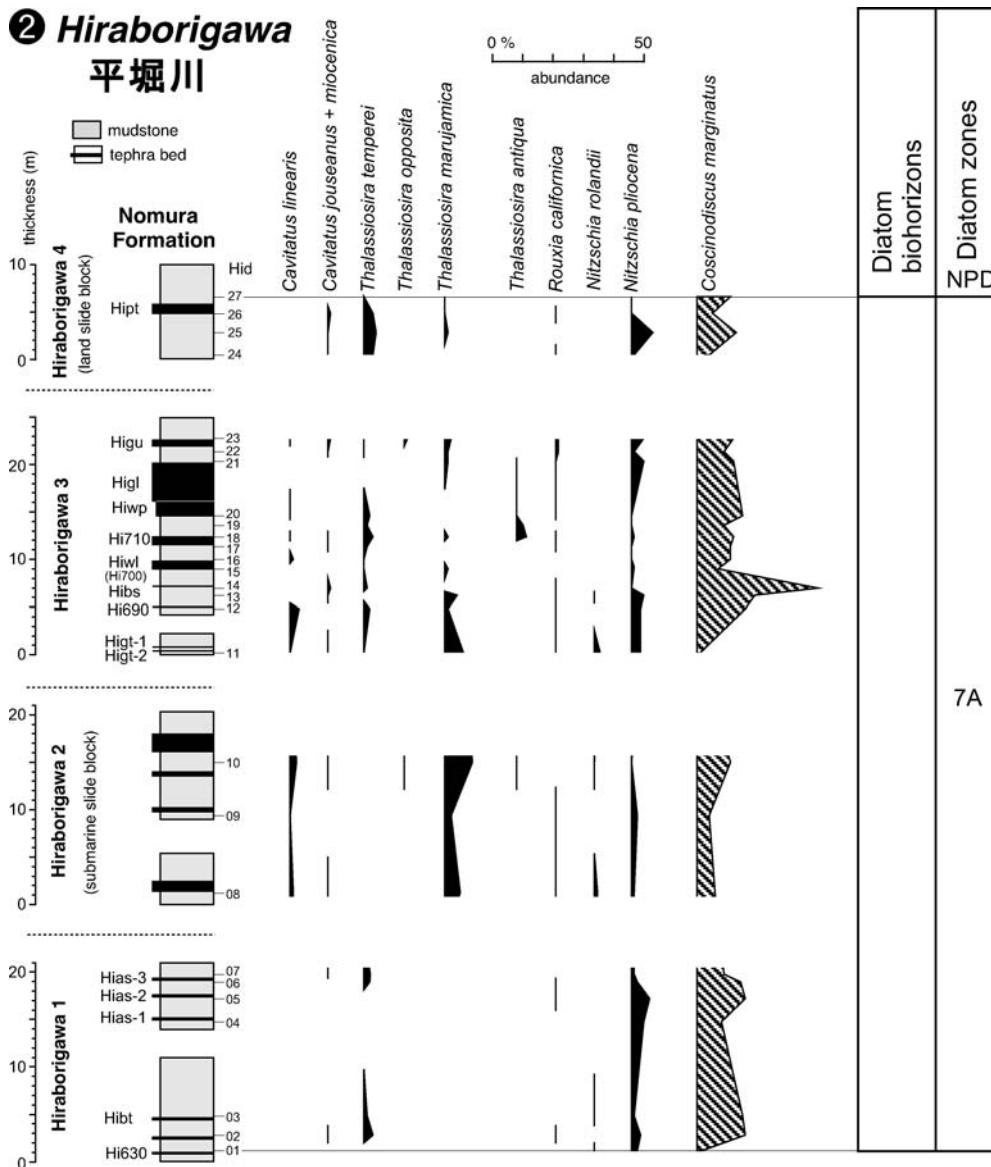 ❷ Hiraborigawa
平堀川
0 % 50
abundance
mudstone
tephra bed
thickness (m)
Nomura
Formation
Hid
Cavitatus linearis
Cavitatus jouseanus + miocenica
Thalassiosira temperei
Thalassiosira opposita
Thalassiosira marujamica
Thalassiosira antiqua
Rouxia californica
Nitzschia rolandii
Nitzschia pliocena
Coscinodiscus marginatus
Diatom
biohorizons
Diatom zones
NPD
7A
Hiraborigawa 4
(land slide block)
10
0
Hipt
27
26
25
24
Hiraborigawa 3
20
10
0
Higu
Higl
Hiwp
Hi710
Hiwl
(Hi700)
Hibs
Hi690
Higt-1
Higt-2
23
22
21
20
19
18
17
16
15
14
13
12
11
Hiraborigawa 2
(submarine slide block)
20
10
0
10
09
08
Hiraborigawa 1
20
10
0
Hias-3
Hias-2
Hias-1
Hibt
Hi630
07
06
05
04
03
02
01